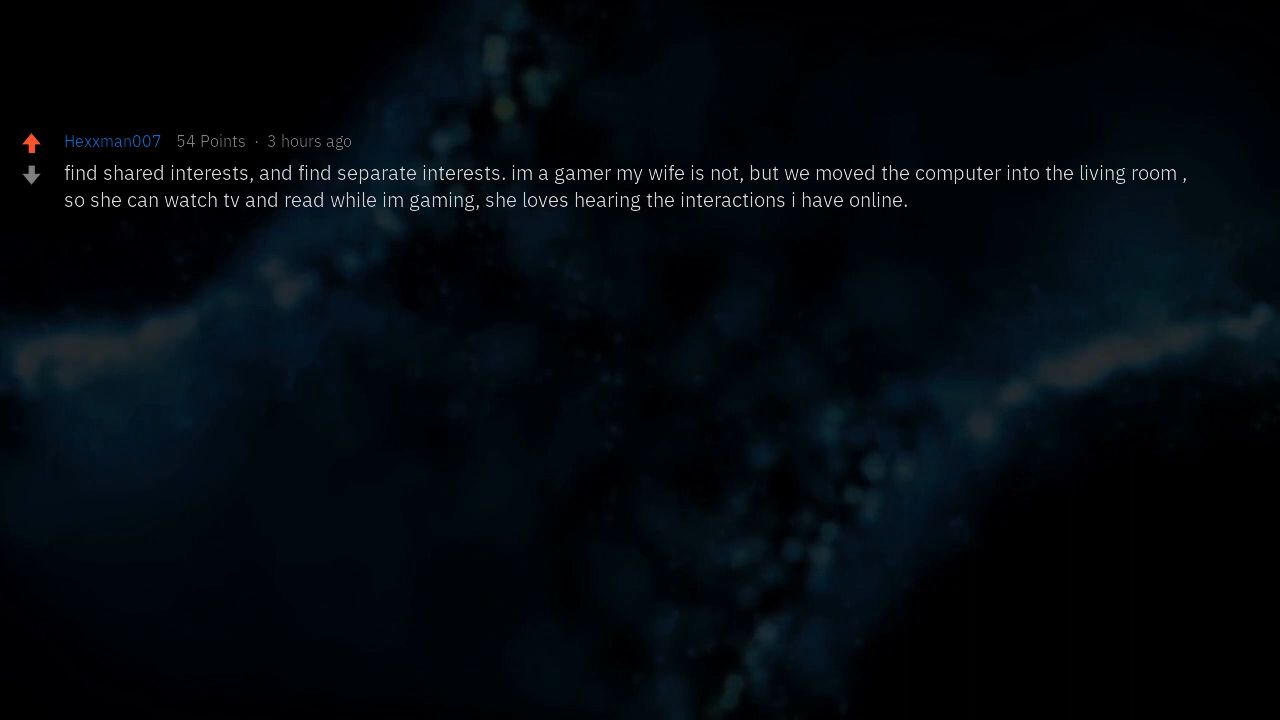 Hexxman007 54 Points · 3 hours ago
find shared interests, and find separate interests. im a gamer my wife is not, but we moved the computer into the living room ,
so she can watch tv and read while im gaming, she loves hearing the interactions i have online.